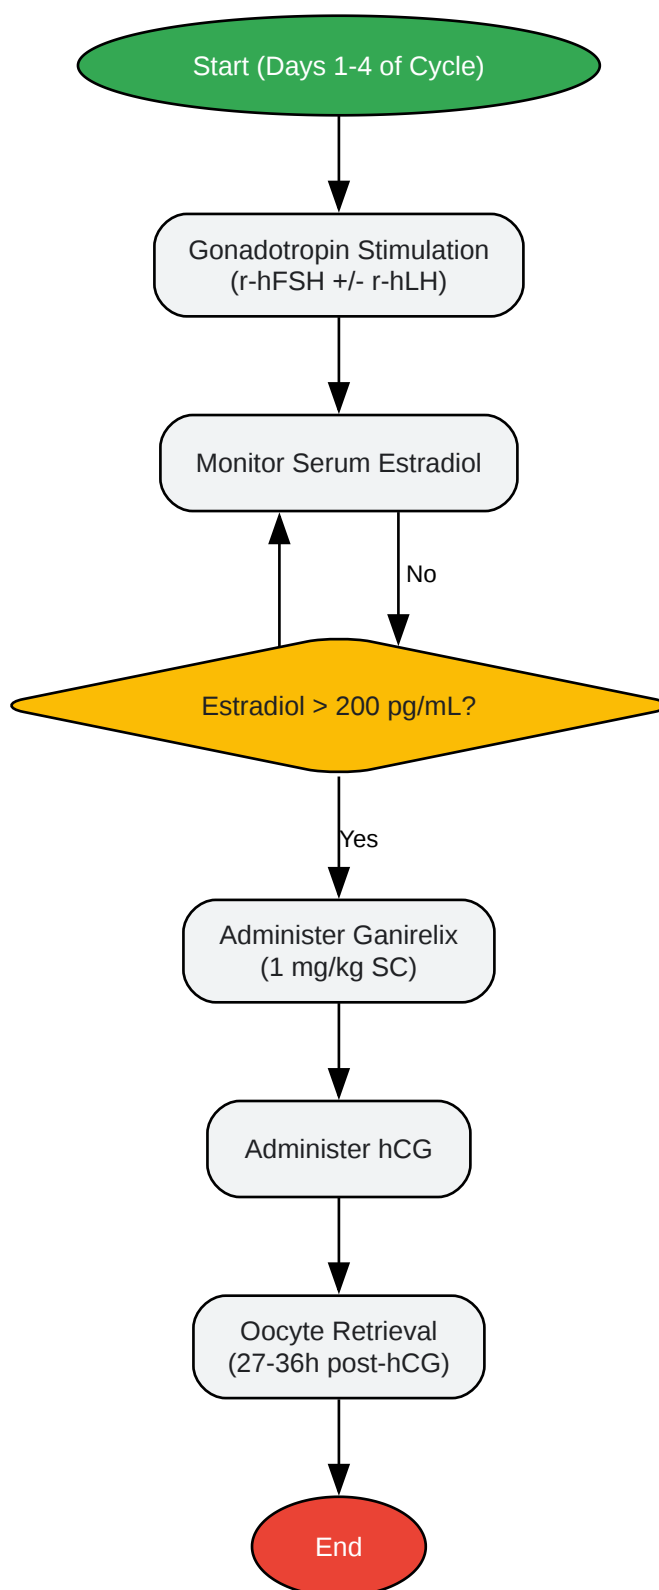 Start (Days 1-4 of Cycle)
Gonadotropin Stimulation
(r-hFSH +/- r-hLH)
Monitor Serum Estradiol
No
Estradiol > 200 pg/mL?
Yes
Administer Ganirelix
(1 mg/kg SC)
Administer hCG
Oocyte Retrieval
(27-36h post-hCG)
End